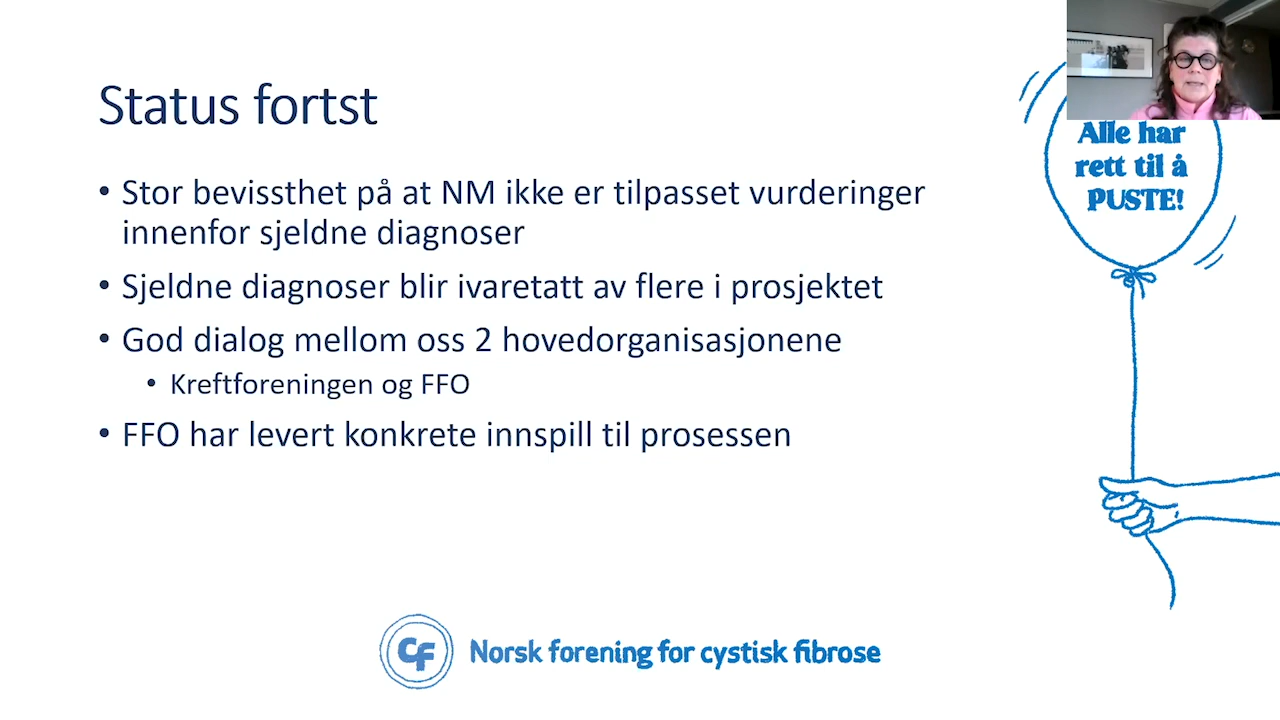 Status fortst
• Stor bevissthet på at NM ikke er tilpasset vurderinger
innenfor sjeldne diagnoser
• Sjeldne diagnoser blir ivaretatt av flere i prosjektet
• God dialog mellom oss 2 hovedorganisasjonene
• Kreftforeningen og FFO
• FFO har levert konkrete innspill til prosessen
Alle har
rett til å
PUSTE!
CF Norsk forening for cystisk fibrose